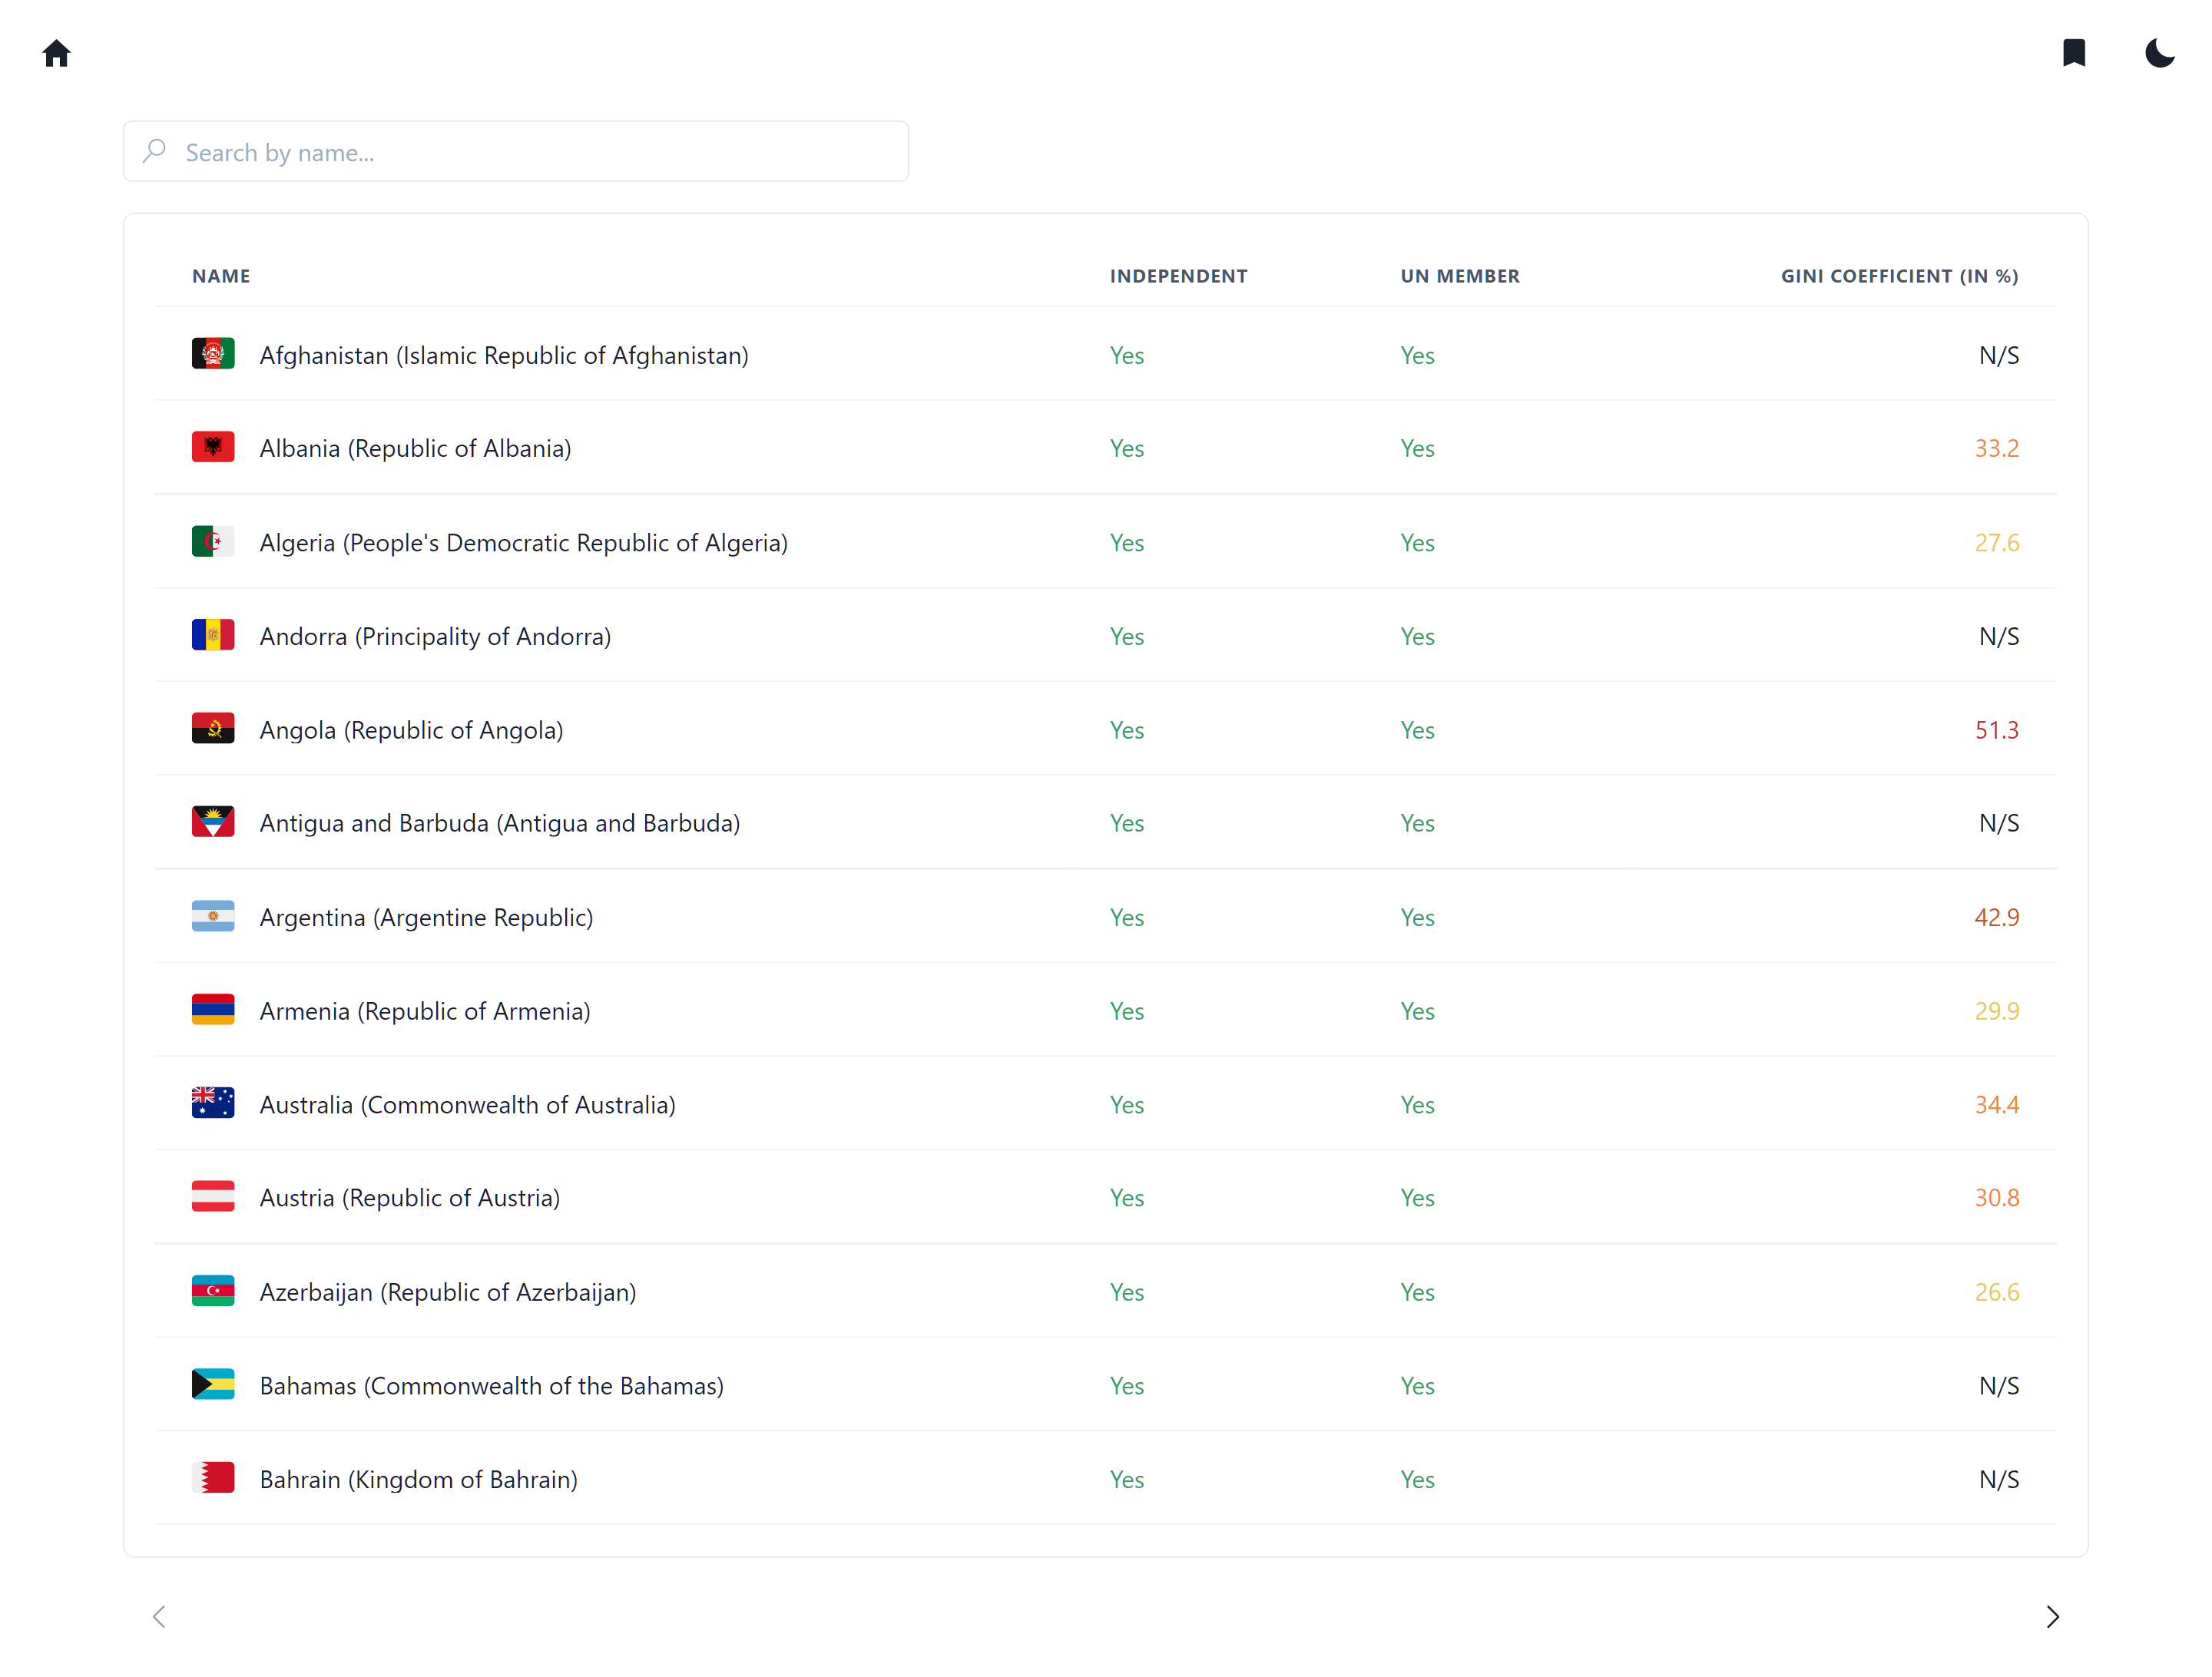 Search by name...
NAME INDEPENDENT UN MEMBER GINI COEFFICIENT (IN %)
Afghanistan (Islamic Republic of Afghanistan) Yes Yes N/S
Albania (Republic of Albania) Yes Yes 33.2
Algeria (People's Democratic Republic of Algeria) Yes Yes 27.6
Andorra (Principality of Andorra) Yes Yes N/S
Angola (Republic of Angola) Yes Yes 51.3
Antigua and Barbuda (Antigua and Barbuda) Yes Yes N/S
Argentina (Argentine Republic) Yes Yes 42.9
Armenia (Republic of Armenia) Yes Yes 29.9
Australia (Commonwealth of Australia) Yes Yes 34.4
Austria (Republic of Austria) Yes Yes 30.8
Azerbaijan (Republic of Azerbaijan) Yes Yes 26.6
Bahamas (Commonwealth of the Bahamas) Yes Yes N/S
Bahrain (Kingdom of Bahrain) Yes Yes N/S